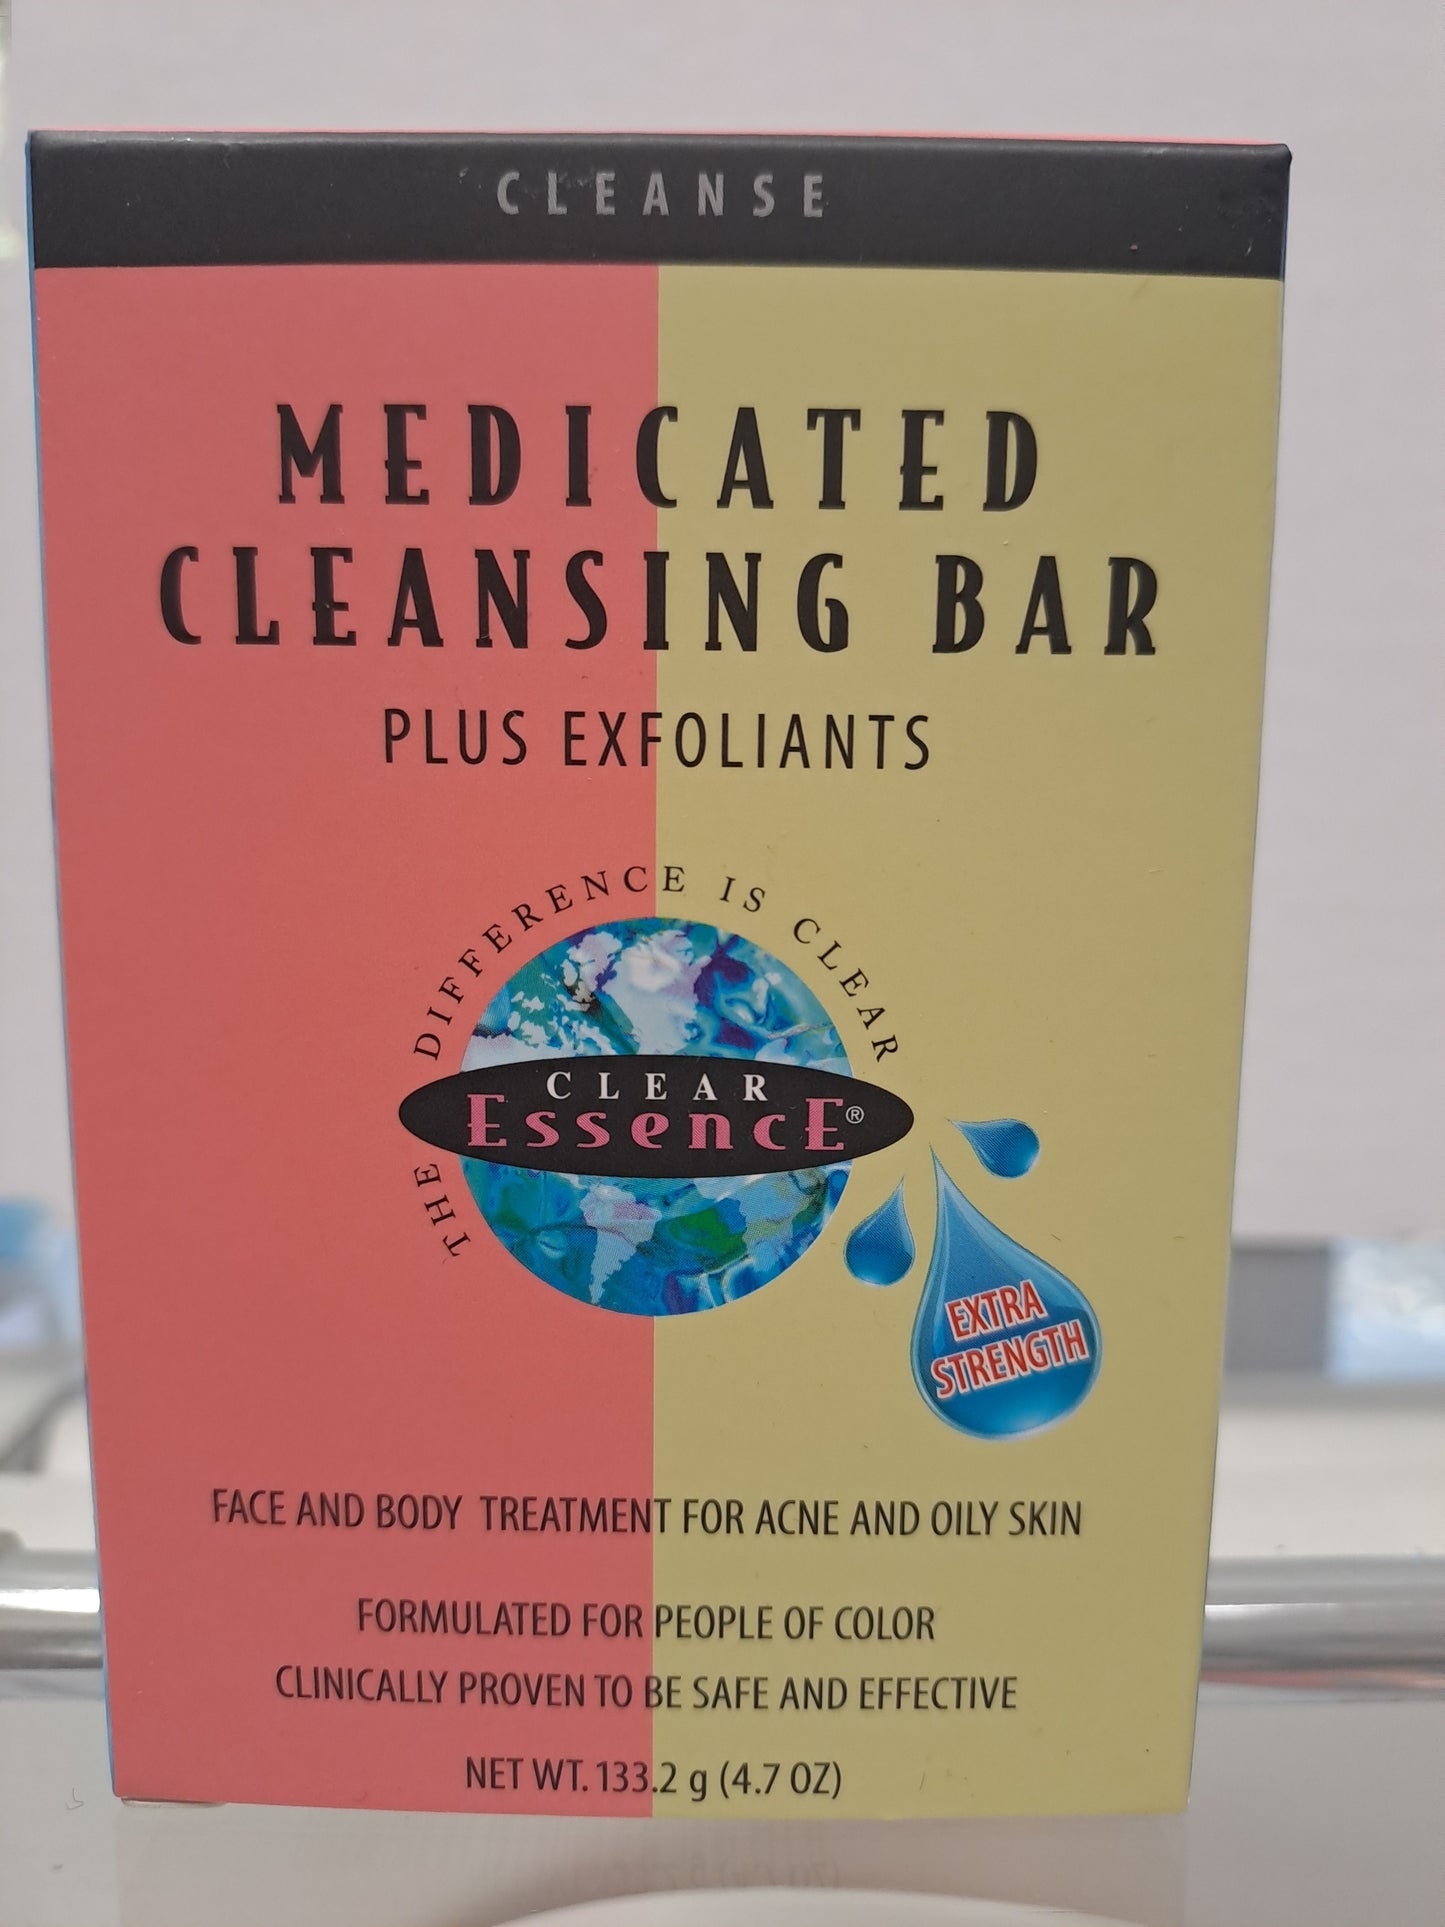 CLEANSE
MEDICATED
CLEANSING BAR
PLUS EXFOLIANTS
THE DIFFERENCE IS CLEAR
CLEAR
EssencE®
EXTRA
STRENGTH
FACE AND BODY TREATMENT FOR ACNE AND OILY SKIN
FORMULATED FOR PEOPLE OF COLOR
CLINICALLY PROVEN TO BE SAFE AND EFFECTIVE
NET WT. 133.2 g (4.7 OZ)